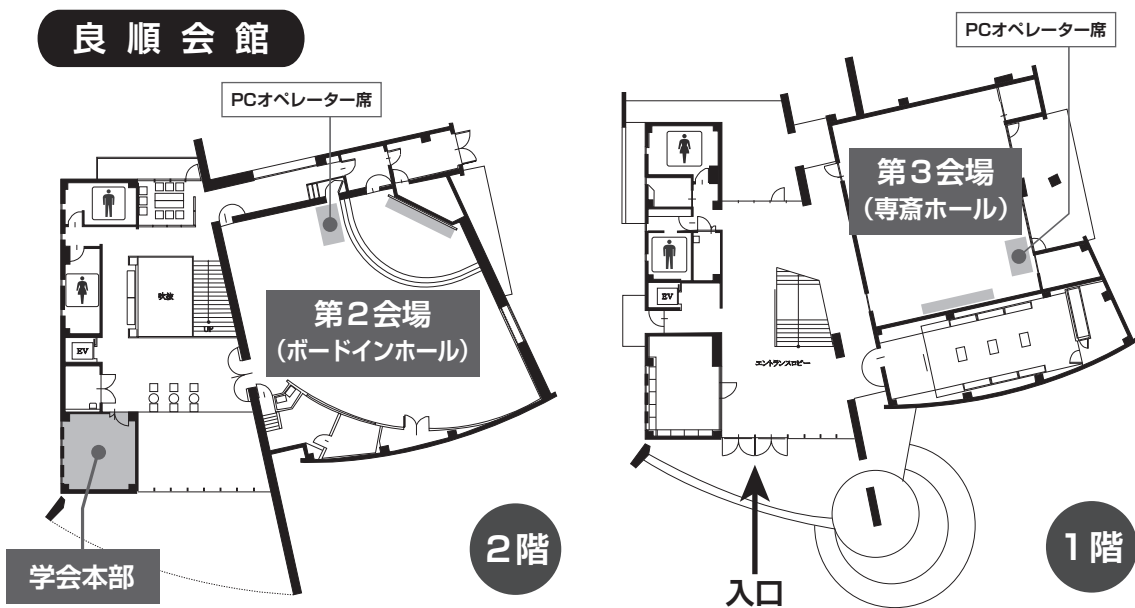 良順会館
PCオペレーター席
吹抜
UP
第2会場
（ボードインホール）
EV
学会本部
2階
PCオペレーター席
第3会場
（専斎ホール）
EV
エントランスロビー
入口
1階